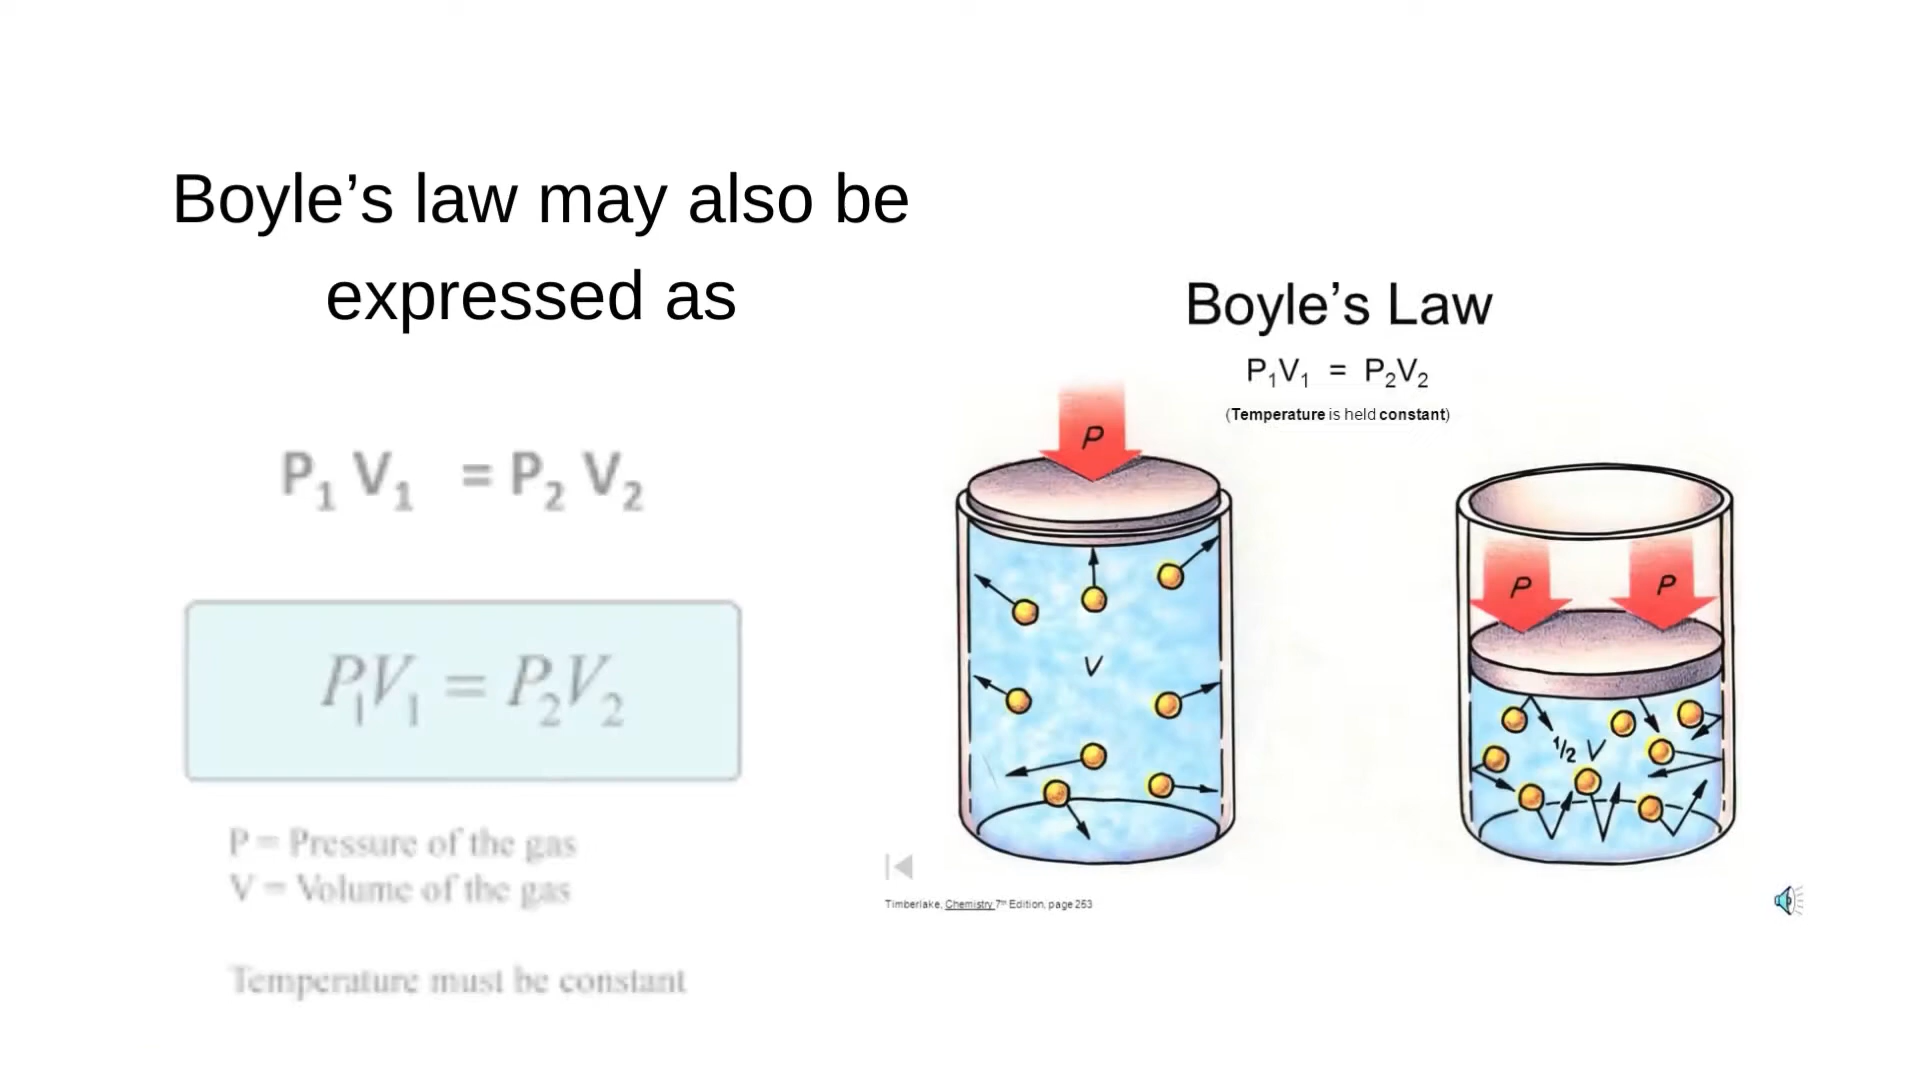 Boyle’s law may also be
expressed as
P₁ V₁ = P₂ V₂
P₁V₁ = P₂V₂
P = Pressure of the gas
V = Volume of the gas
Temperature must be constant
Boyle’s Law
P₁V₁ = P₂V₂
(Temperature is held constant)
P
V
P P
1/2 V
Timberlake, Chemistry 7th Edition, page 253